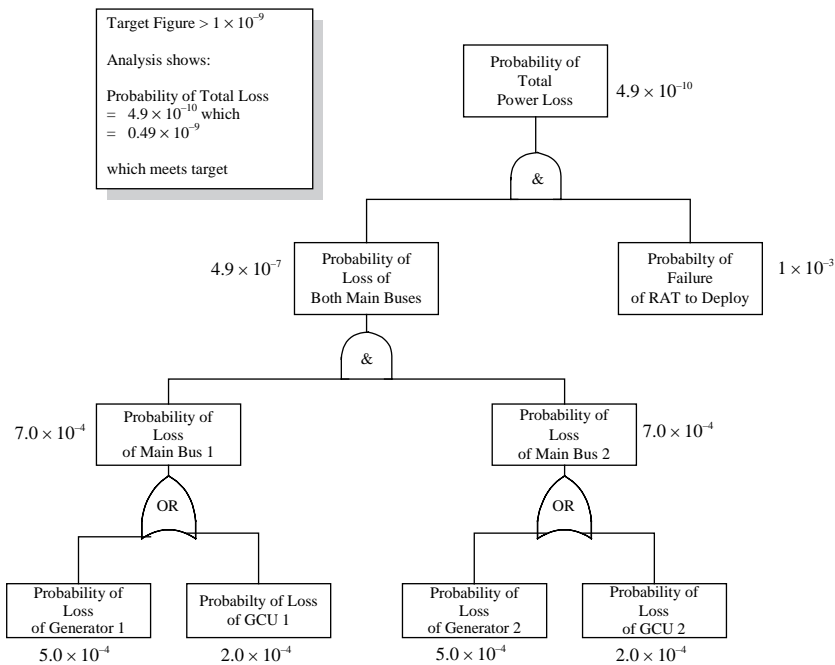 Target Figure > 1 × 10⁻⁹
Analysis shows:
Probability of Total Loss
= 4.9 × 10⁻¹⁰ which
= 0.49 × 10⁻⁹
which meets target
Probability of
Total
Power Loss
4.9 × 10⁻¹⁰
&
4.9 × 10⁻⁷
Probability of
Loss of
Both Main Buses
Probabilty of
Failure
of RAT to Deploy
1 × 10⁻³
&
7.0 × 10⁻⁴
Probability of
Loss
of Main Bus 1
Probability of
Loss
of Main Bus 2
7.0 × 10⁻⁴
OR
OR
Probability of
Loss
of Generator 1
Probabilty of Loss
of GCU 1
Probability of
Loss
of Generator 2
Probability of
Loss
of GCU 2
5.0 × 10⁻⁴
2.0 × 10⁻⁴
5.0 × 10⁻⁴
2.0 × 10⁻⁴